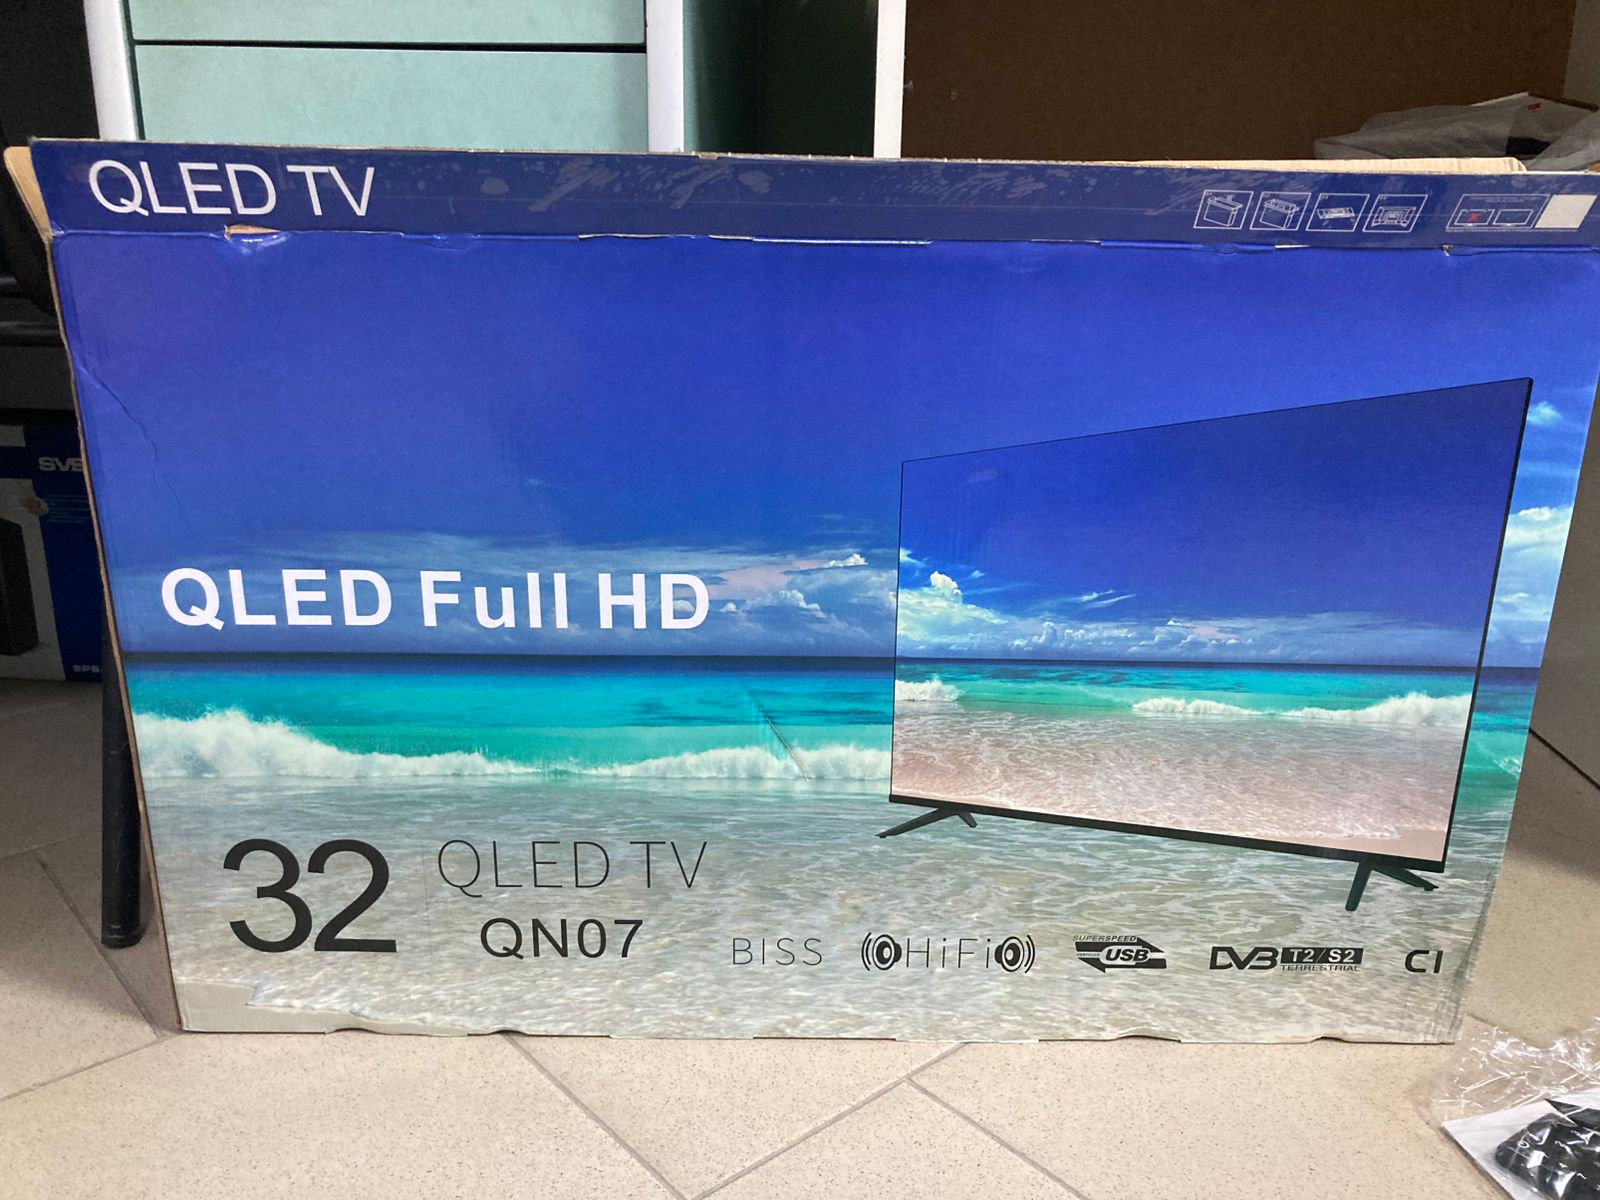 QLED TV
QLED Full HD
32
QLED TV
QN07
BISS
HiFi
SUPERSPEED
USB
DVB T2/S2
TERRESTRIAL
CI